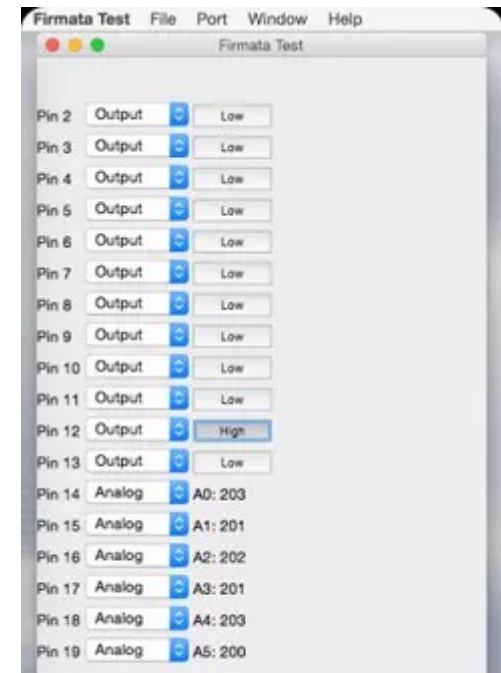 Firmata Test File Port Window Help
Firmata Test
Pin 2 Output Low
Pin 3 Output Low
Pin 4 Output Low
Pin 5 Output Low
Pin 6 Output Low
Pin 7 Output Low
Pin 8 Output Low
Pin 9 Output Low
Pin 10 Output Low
Pin 11 Output Low
Pin 12 Output High
Pin 13 Output Low
Pin 14 Analog A0: 203
Pin 15 Analog A1: 201
Pin 16 Analog A2: 202
Pin 17 Analog A3: 201
Pin 18 Analog A4: 203
Pin 19 Analog A5: 200